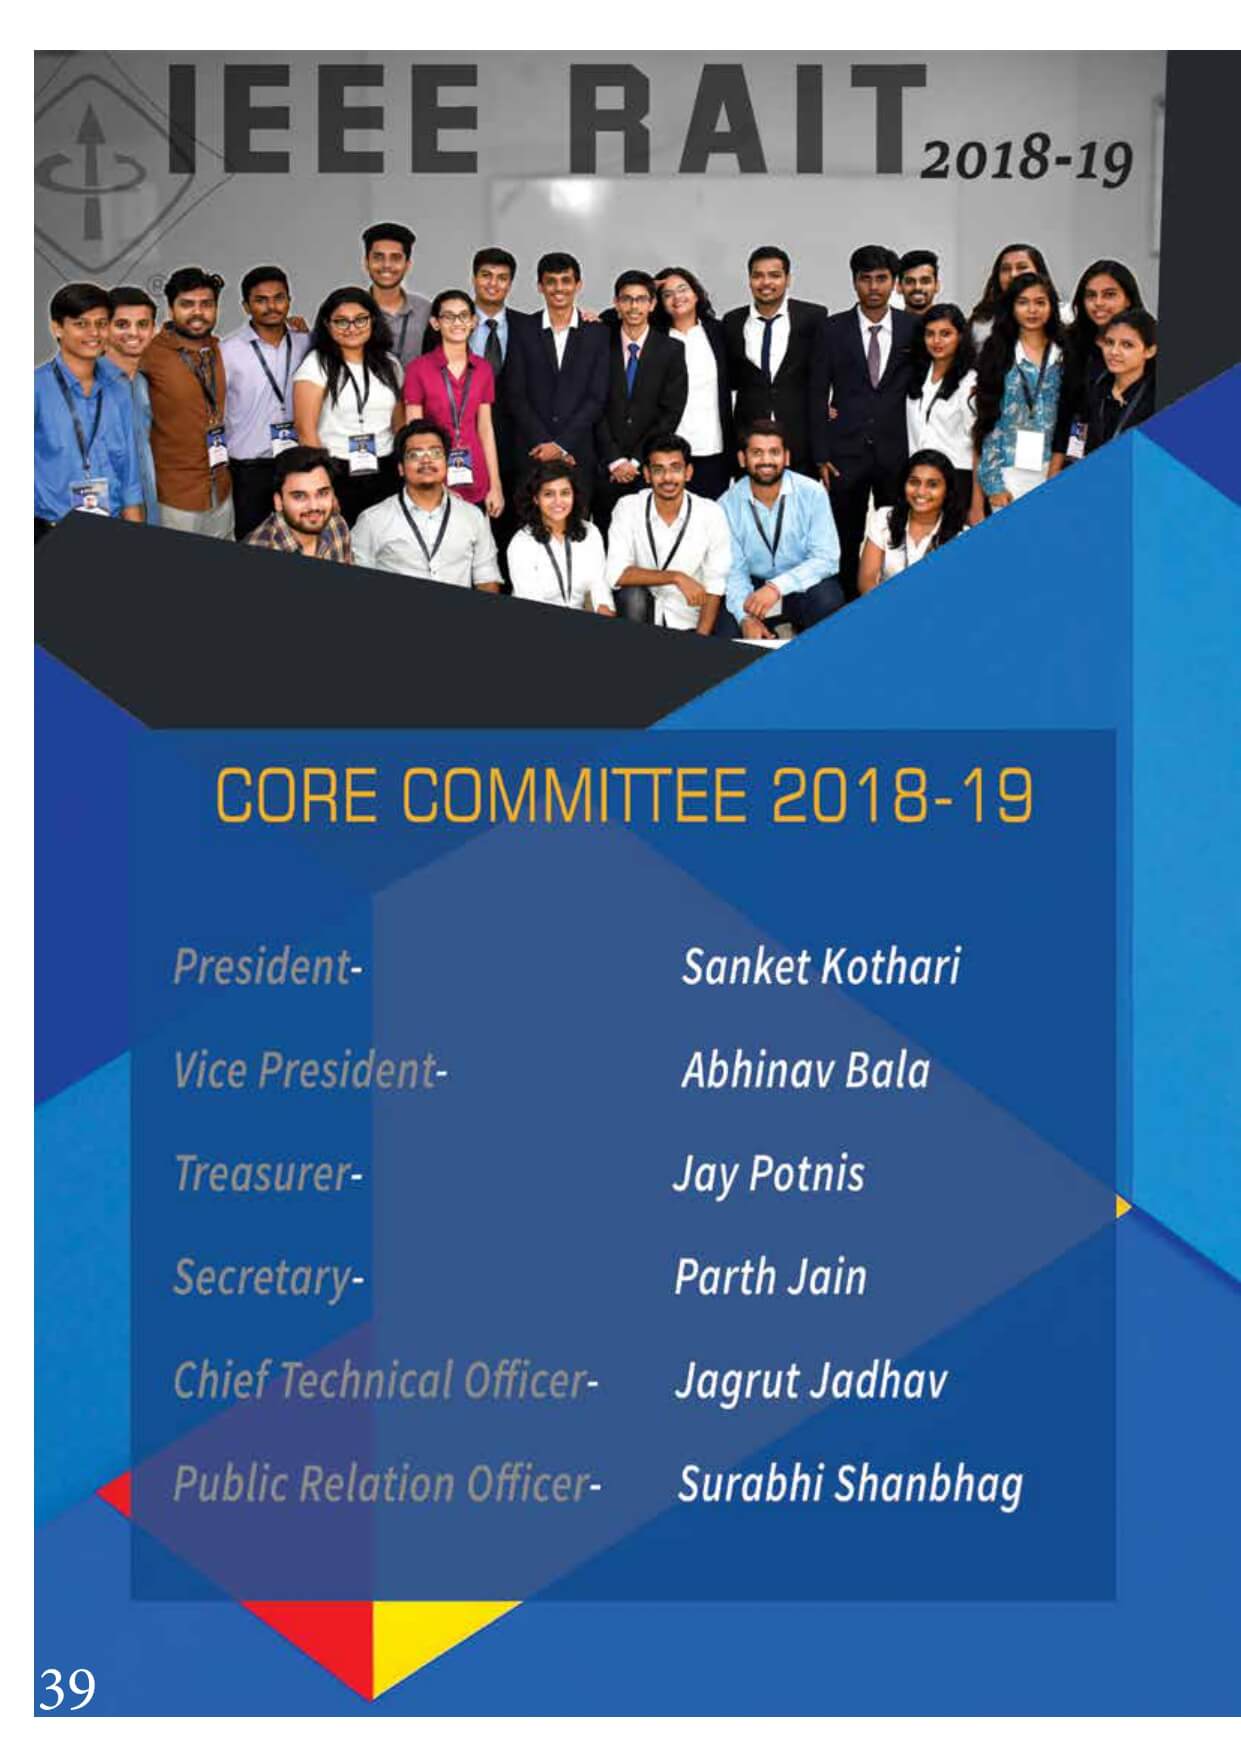 IEEE RAIT 2018-19
CORE COMMITTEE 2018-19
President- Sanket Kothari
Vice President- Abhinav Bala
Treasurer- Jay Potnis
Secretary- Parth Jain
Chief Technical Officer- Jagrut Jadhav
Public Relation Officer- Surabhi Shanbhag
39